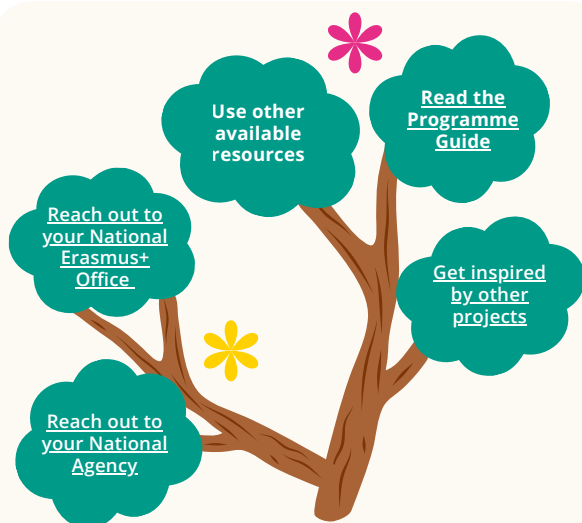 Use other
available
resources
Read the
Programme
Guide
Reach out to
your National
Erasmus+
Office
Get inspired
by other
projects
Reach out to
your National
Agency